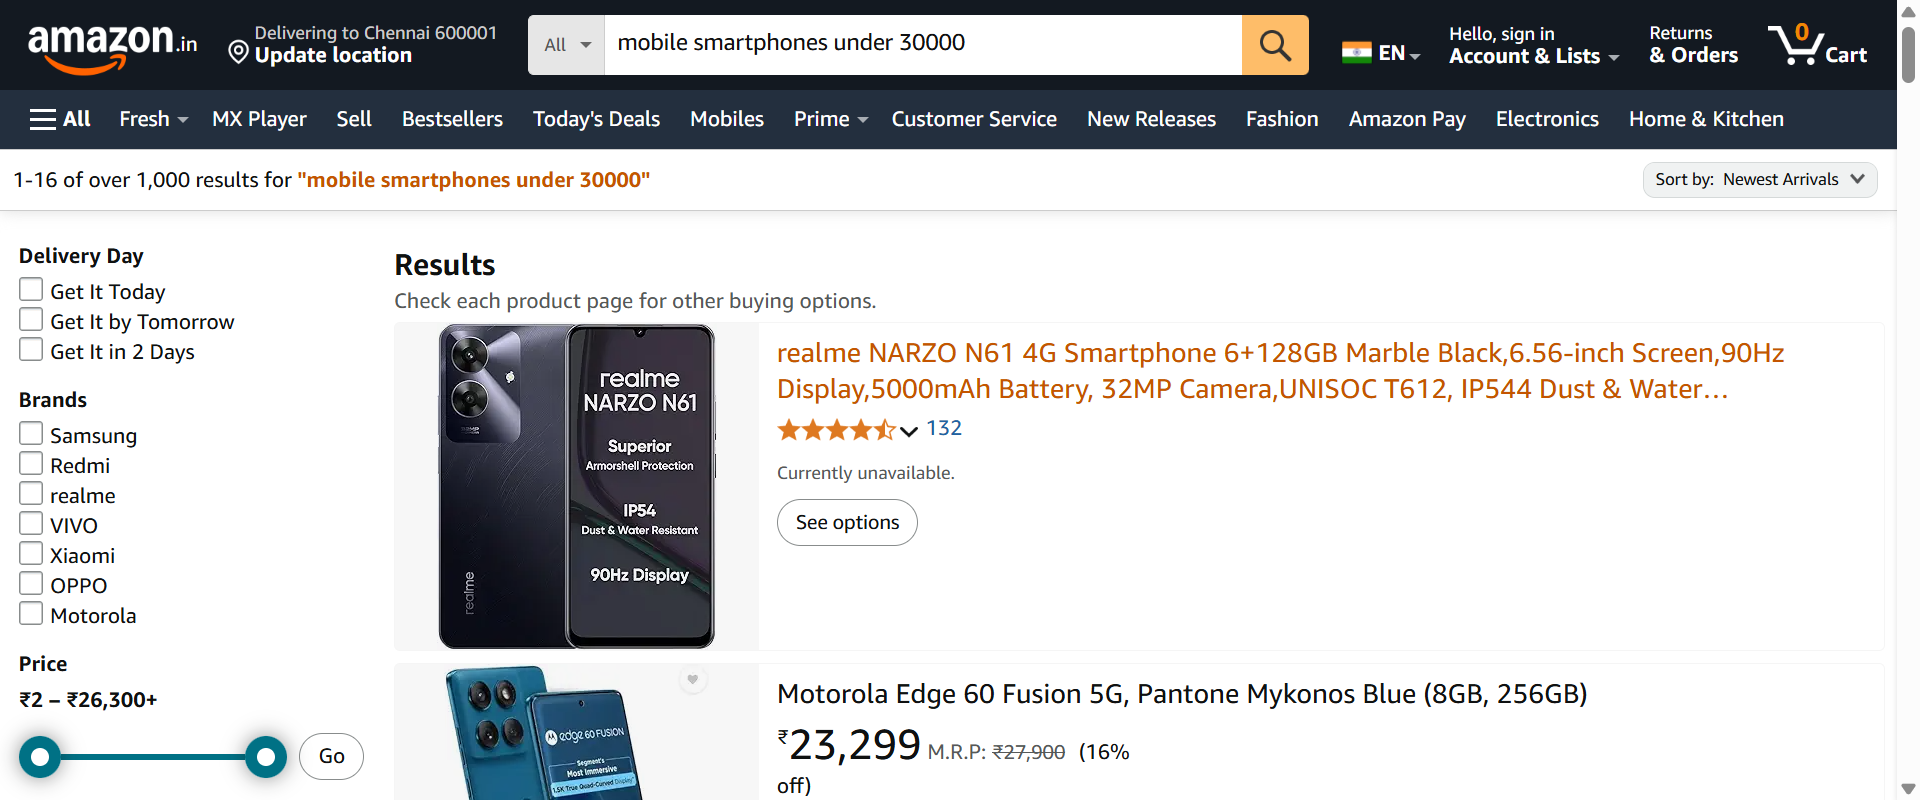 amazon.in
Delivering to Chennai 600001
Update location
All
mobile smartphones under 30000
EN
Hello, sign in
Account & Lists
Returns
& Orders
0
Cart
All
Fresh
MX Player
Sell
Bestsellers
Today's Deals
Mobiles
Prime
Customer Service
New Releases
Fashion
Amazon Pay
Electronics
Home & Kitchen
1-16 of over 1,000 results for "mobile smartphones under 30000"
Sort by: Newest Arrivals
Delivery Day
Get It Today
Get It by Tomorrow
Get It in 2 Days
Brands
Samsung
Redmi
realme
VIVO
Xiaomi
OPPO
Motorola
Price
₹2 – ₹26,300+
Go
Results
Check each product page for other buying options.
realme
NARZO N61
Superior
Armorshell Protection
IP54
Dust & Water Resistant
90Hz Display
32MP
realme
realme NARZO N61 4G Smartphone 6+128GB Marble Black,6.56-inch Screen,90Hz
Display,5000mAh Battery, 32MP Camera,UNISOC T612, IP544 Dust & Water…
132
Currently unavailable.
See options
edge 60 FUSION
Segment's
Most Immersive
1.5K True Quad-Curved Display
Motorola Edge 60 Fusion 5G, Pantone Mykonos Blue (8GB, 256GB)
₹23,299 M.R.P: ₹27,900 (16%
off)